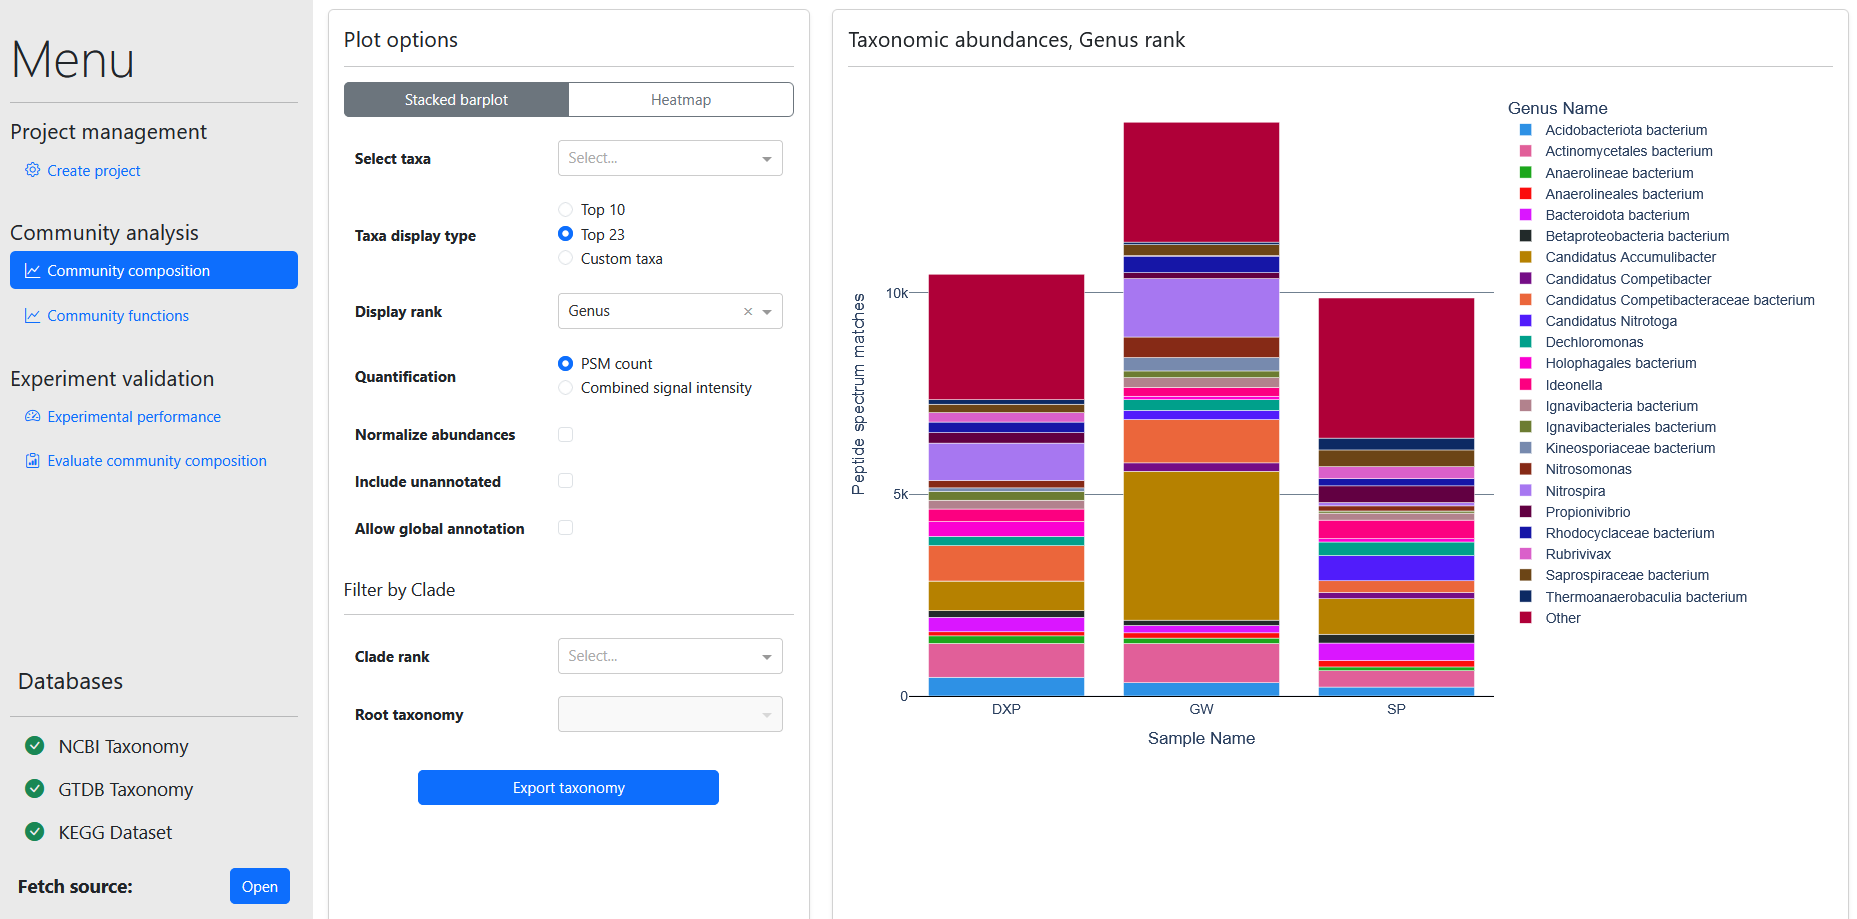 Menu
Project management
Create project
Community analysis
Community composition
Community functions
Experiment validation
Experimental performance
Evaluate community composition
Databases
NCBI Taxonomy
GTDB Taxonomy
KEGG Dataset
Fetch source:
Open
Plot options
Stacked barplot
Heatmap
Select taxa
Select...
Taxa display type
Top 10
Top 23
Custom taxa
Display rank
Genus
Quantification
PSM count
Combined signal intensity
Normalize abundances
Include unannotated
Allow global annotation
Filter by Clade
Clade rank
Select...
Root taxonomy
Export taxonomy
Taxonomic abundances, Genus rank
Peptide spectrum matches
10k
5k
0
DXP
GW
SP
Sample Name
Genus Name
Acidobacteriota bacterium
Actinomycetales bacterium
Anaerolineae bacterium
Anaerolineales bacterium
Bacteroidota bacterium
Betaproteobacteria bacterium
Candidatus Accumulibacter
Candidatus Competibacter
Candidatus Competibacteraceae bacterium
Candidatus Nitrotoga
Dechloromonas
Holophagales bacterium
Ideonella
Ignavibacteria bacterium
Ignavibacteriales bacterium
Kineosporiaceae bacterium
Nitrosomonas
Nitrospira
Propionivibrio
Rhodocyclaceae bacterium
Rubrivivax
Saprospiraceae bacterium
Thermoanaerobaculia bacterium
Other